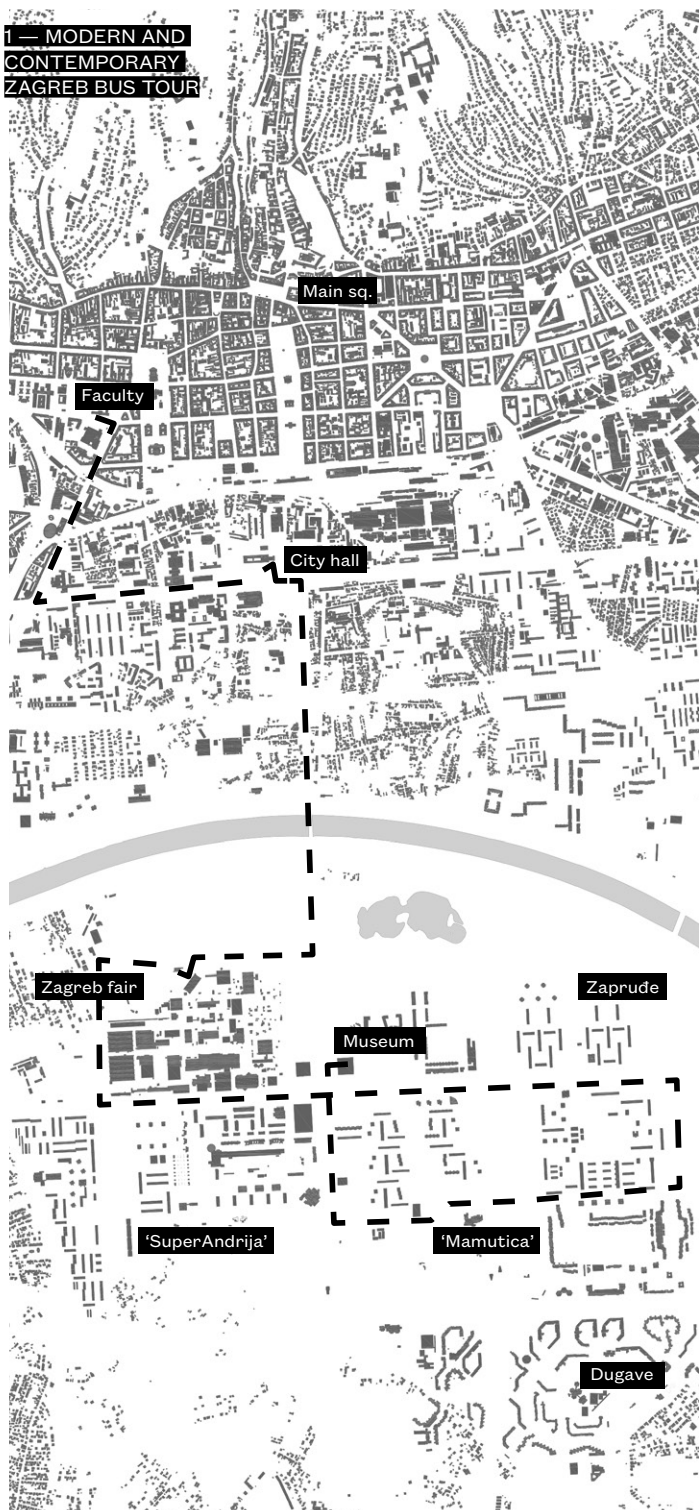 1 — MODERN AND
CONTEMPORARY
ZAGREB BUS TOUR
Main sq.
Faculty
City hall
Zagreb fair
Zapruđe
Museum
‘SuperAndrija’
‘Mamutica’
Dugave